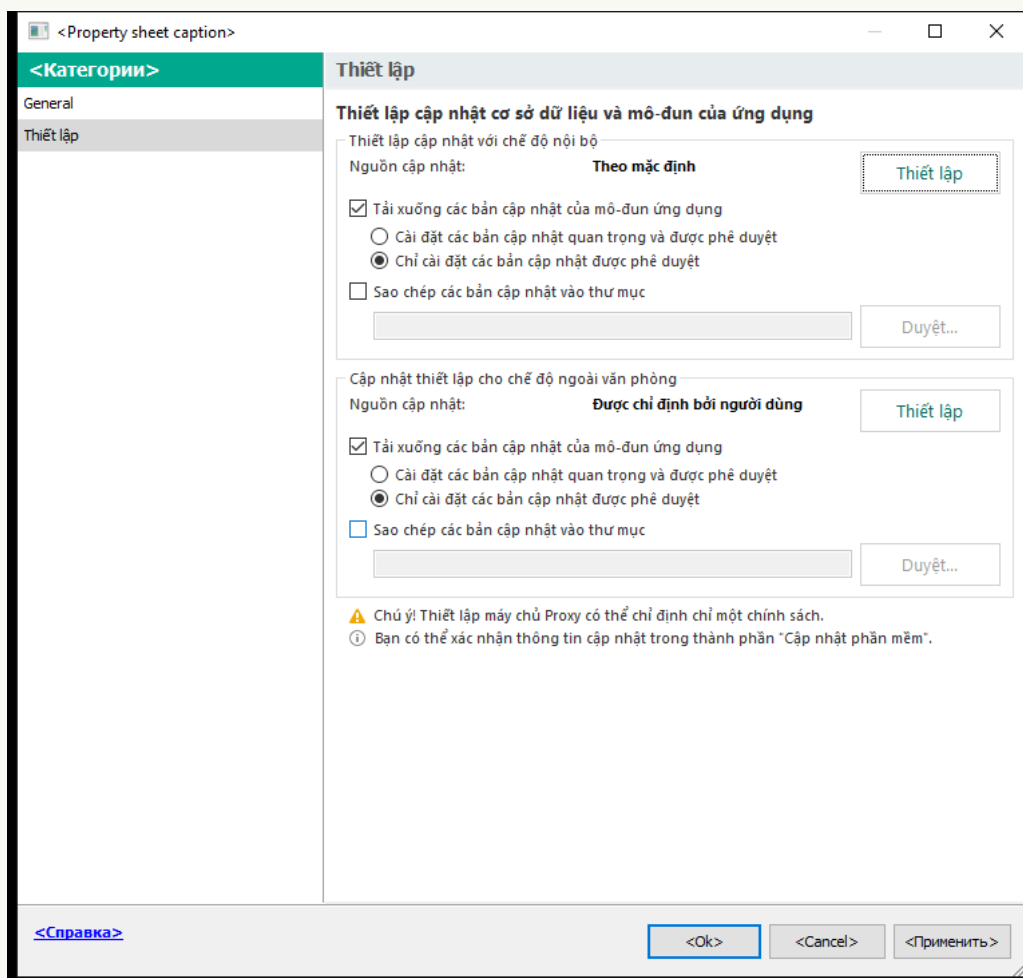 <Property sheet caption>
<Категории>
General
Thiết lập
Thiết lập
Thiết lập cập nhật cơ sở dữ liệu và mô-đun của ứng dụng
Thiết lập cập nhật với chế độ nội bộ
Nguồn cập nhật: Theo mặc định Thiết lập
Tải xuống các bản cập nhật của mô-đun ứng dụng
Cài đặt các bản cập nhật quan trọng và được phê duyệt
Chỉ cài đặt các bản cập nhật được phê duyệt
Sao chép các bản cập nhật vào thư mục
Duyệt...
Cập nhật thiết lập cho chế độ ngoài văn phòng
Nguồn cập nhật: Được chỉ định bởi người dùng Thiết lập
Tải xuống các bản cập nhật của mô-đun ứng dụng
Cài đặt các bản cập nhật quan trọng và được phê duyệt
Chỉ cài đặt các bản cập nhật được phê duyệt
Sao chép các bản cập nhật vào thư mục
Duyệt...
Chú ý! Thiết lập máy chủ Proxy có thể chỉ định chỉ một chính sách.
Bạn có thể xác nhận thông tin cập nhật trong thành phần "Cập nhật phần mềm".
<Справка>
<Ok> <Cancel> <Применить>